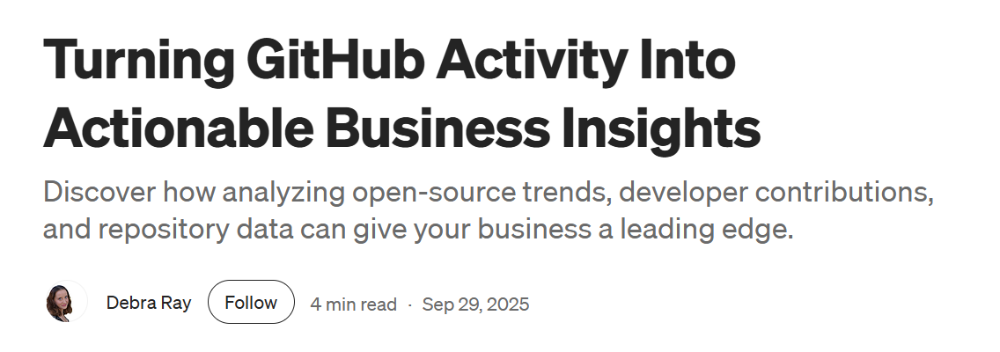 Turning GitHub Activity Into
Actionable Business Insights
Discover how analyzing open-source trends, developer contributions,
and repository data can give your business a leading edge.
Debra Ray Follow 4 min read · Sep 29, 2025